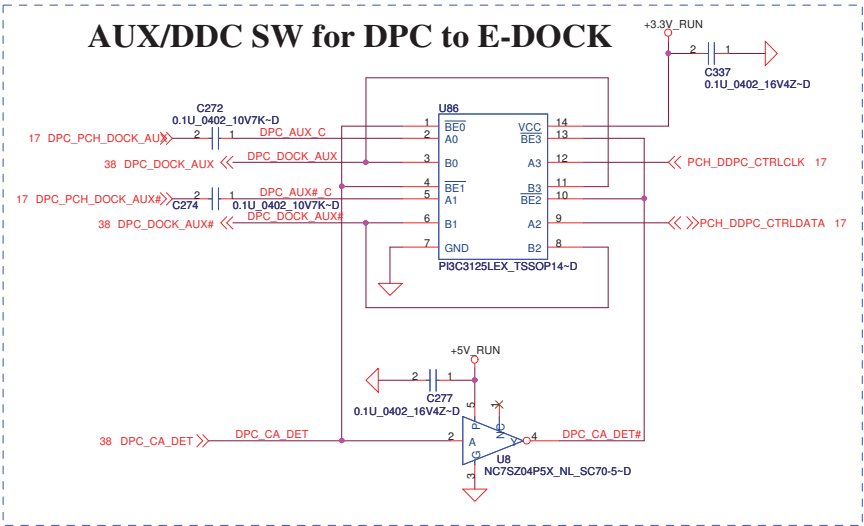 AUX/DDC SW for DPC to E-DOCK
+3.3V_RUN
2 1
C337
0.1U_0402_16V4Z~D
C272
0.1U_0402_10V7K~D
U86
17 DPC_PCH_DOCK_AUX 2 1 DPC_AUX_C 1 BE0 VCC 14
2 A0 BE3 13
38 DPC_DOCK_AUX DPC_DOCK_AUX 3 B0 A3 12 PCH_DDPC_CTRLCLK 17
4 BE1 B3 11
17 DPC_PCH_DOCK_AUX# 2 1 DPC_AUX#_C 5 A1 BE2 10
C274 0.1U_0402_10V7K~D
38 DPC_DOCK_AUX# DPC_DOCK_AUX# 6 B1 A2 9 PCH_DDPC_CTRLDATA 17
7 GND B2 8
PI3C3125LEX_TSSOP14~D
+5V_RUN
2 1
C277
0.1U_0402_16V4Z~D
5 P 1 NC
38 DPC_CA_DET DPC_CA_DET 2 A Y 4 DPC_CA_DET#
G 3
U8
NC7SZ04P5X_NL_SC70-5~D